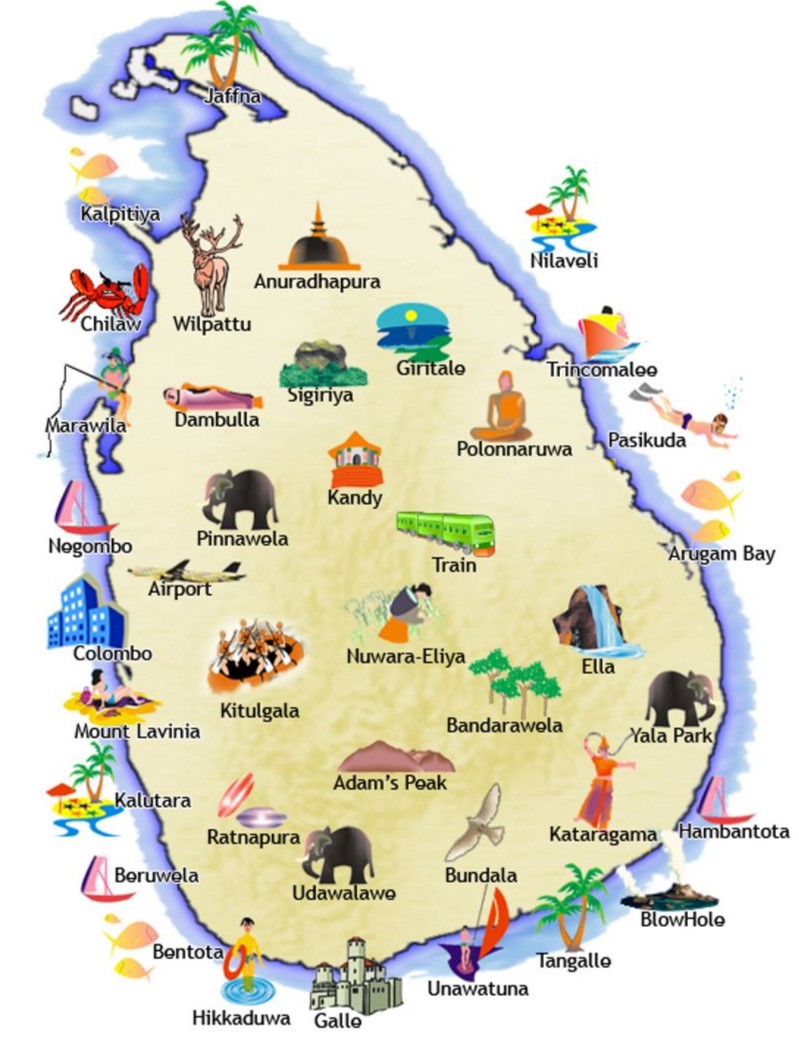 Jaffna
Kalpitiya
Nilaveli
Anuradhapura
Chilaw
Wilpattu
Giritale
Trincomalee
Sigiriya
Dambulla
Marawila
Pasikuda
Polonnaruwa
Kandy
Pinnawela
Negombo
Arugam Bay
Train
Airport
Colombo
Nuwara-Eliya
Ella
Kitulgala
Bandarawela
Mount Lavinia
Yala Park
Adam's Peak
Kalutara
Ratnapura
Kataragama
Hambantota
Beruwela
Bundala
Udawalawe
BlowHole
Bentota
Tangalle
Unawatuna
Hikkaduwa
Galle